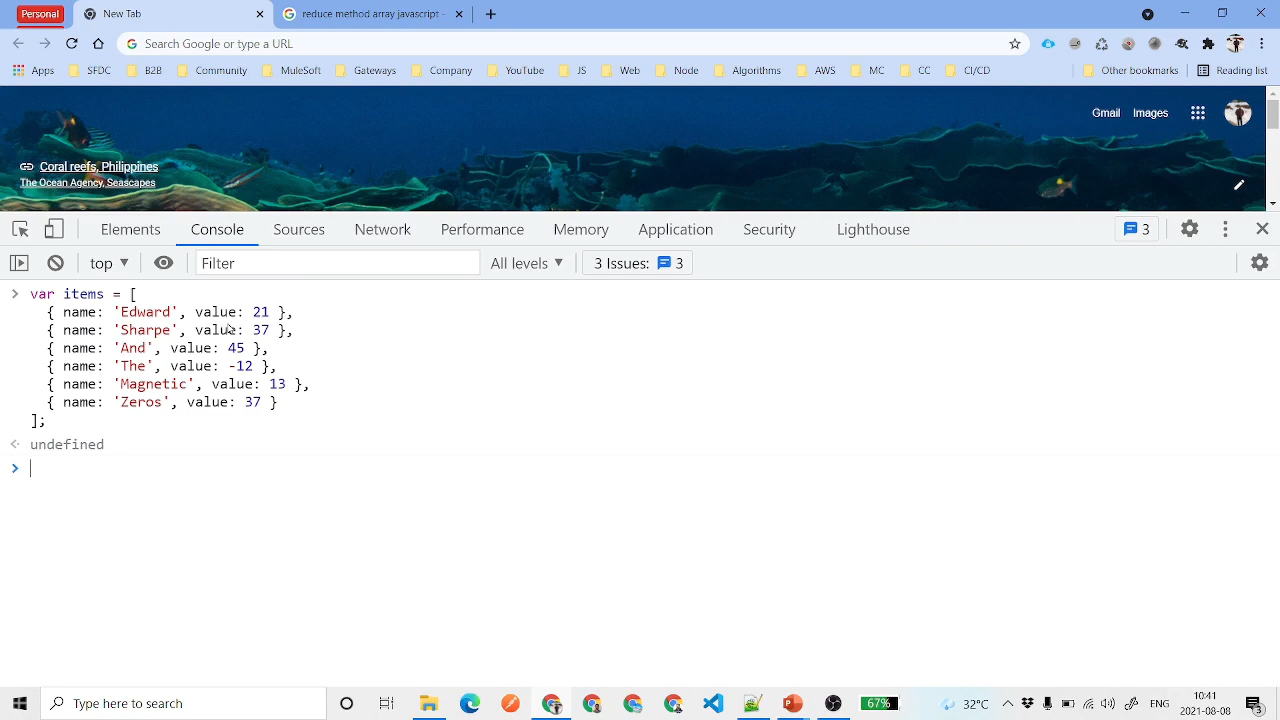 Personal
New Tab
reduce method array javascript -
Search Google or type a URL
Apps SFDC B2B Community MuleSoft Gateways Company YouTube JS Web Node Algorithms AWS MC CC CI/CD Other bookmarks Reading list
Gmail Images
Coral reefs, Philippines
The Ocean Agency, Seascapes
Elements Console Sources Network Performance Memory Application Security Lighthouse 3
top Filter All levels 3 Issues: 3
var items = [
{ name: 'Edward', value: 21 },
{ name: 'Sharpe', value: 37 },
{ name: 'And', value: 45 },
{ name: 'The', value: -12 },
{ name: 'Magnetic', value: 13 },
{ name: 'Zeros', value: 37 }
];
undefined
Type here to search
67%
32°C
ENG
10:41
2021-08-08
3